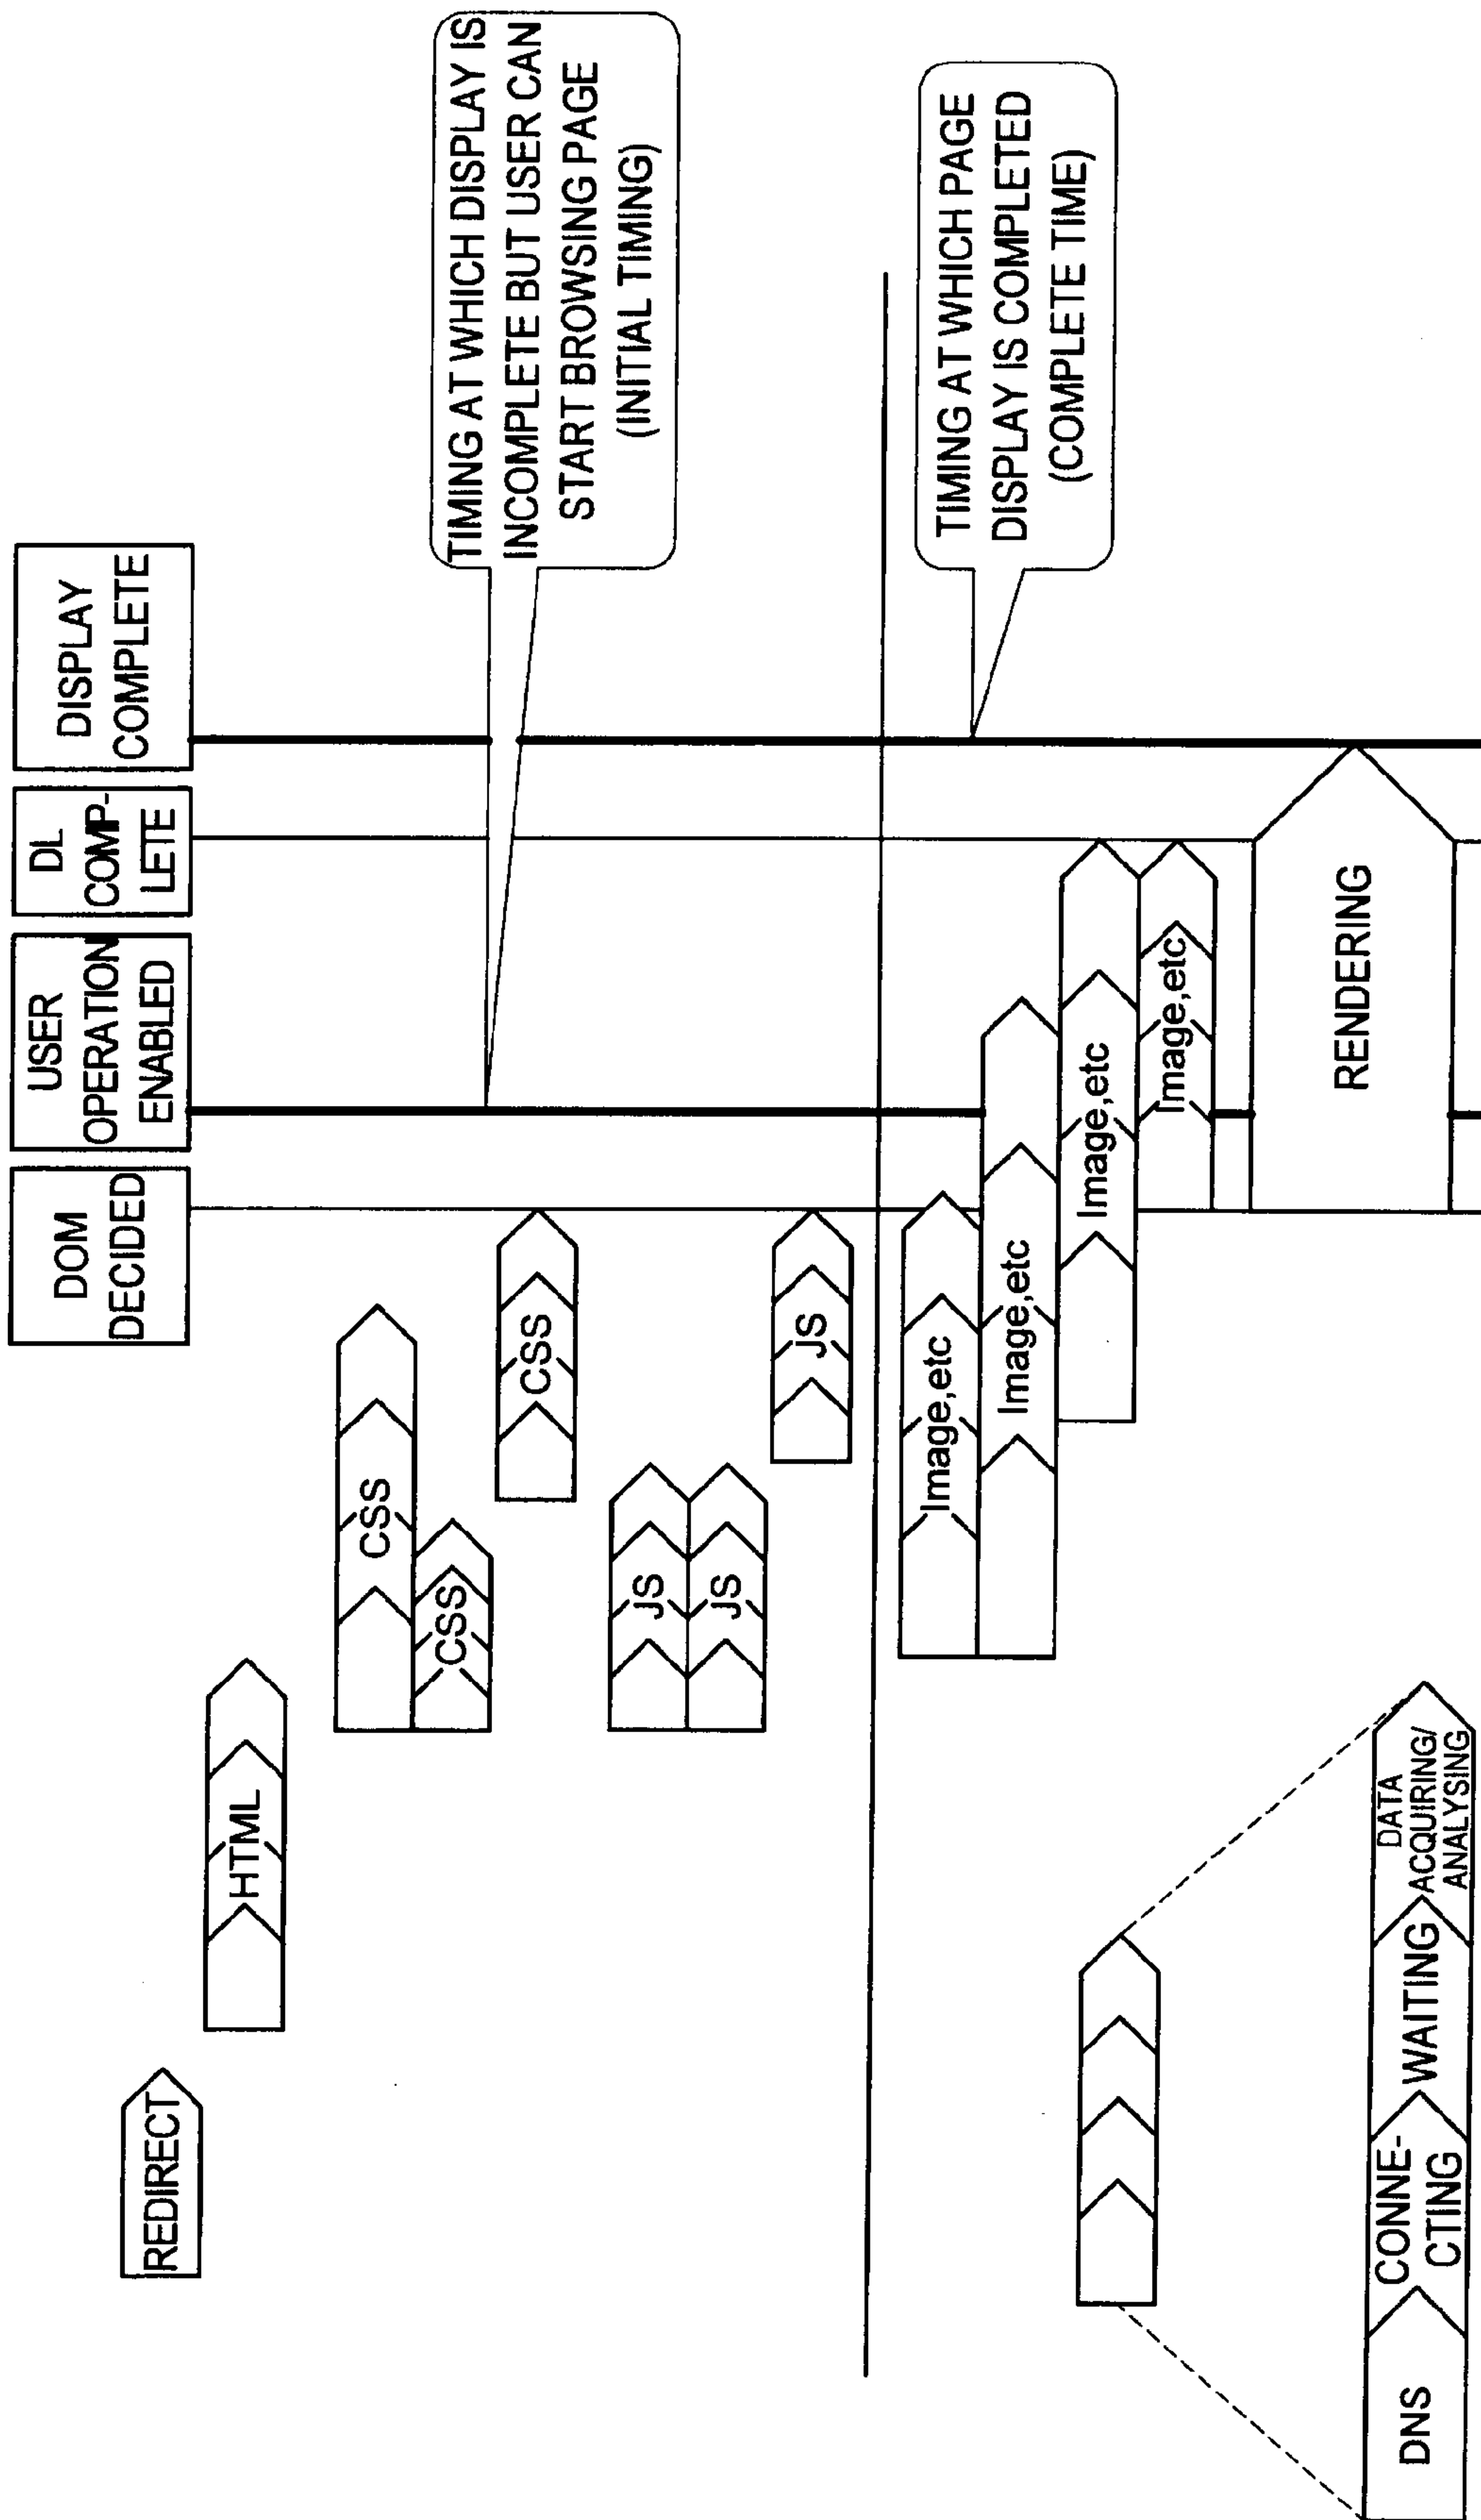 DOM
DECIDED
USER
OPERATION
ENABLED
DL
COMP-
LETE
DISPLAY
COMPLETE
REDIRECT
HTML
CSS
CSS
CSS
JS
JS
JS
TIMING AT WHICH DISPLAY IS
INCOMPLETE BUT USER CAN
START BROWSING PAGE
(INITIAL TIMING)
TIMING AT WHICH PAGE
DISPLAY IS COMPLETED
(COMPLETE TIME)
Image,etc
Image,etc
Image,etc
Image,etc
RENDERING
DNS
CONNE-
CTING
WAITING
DATA
ACQUIRING/
ANALYSING